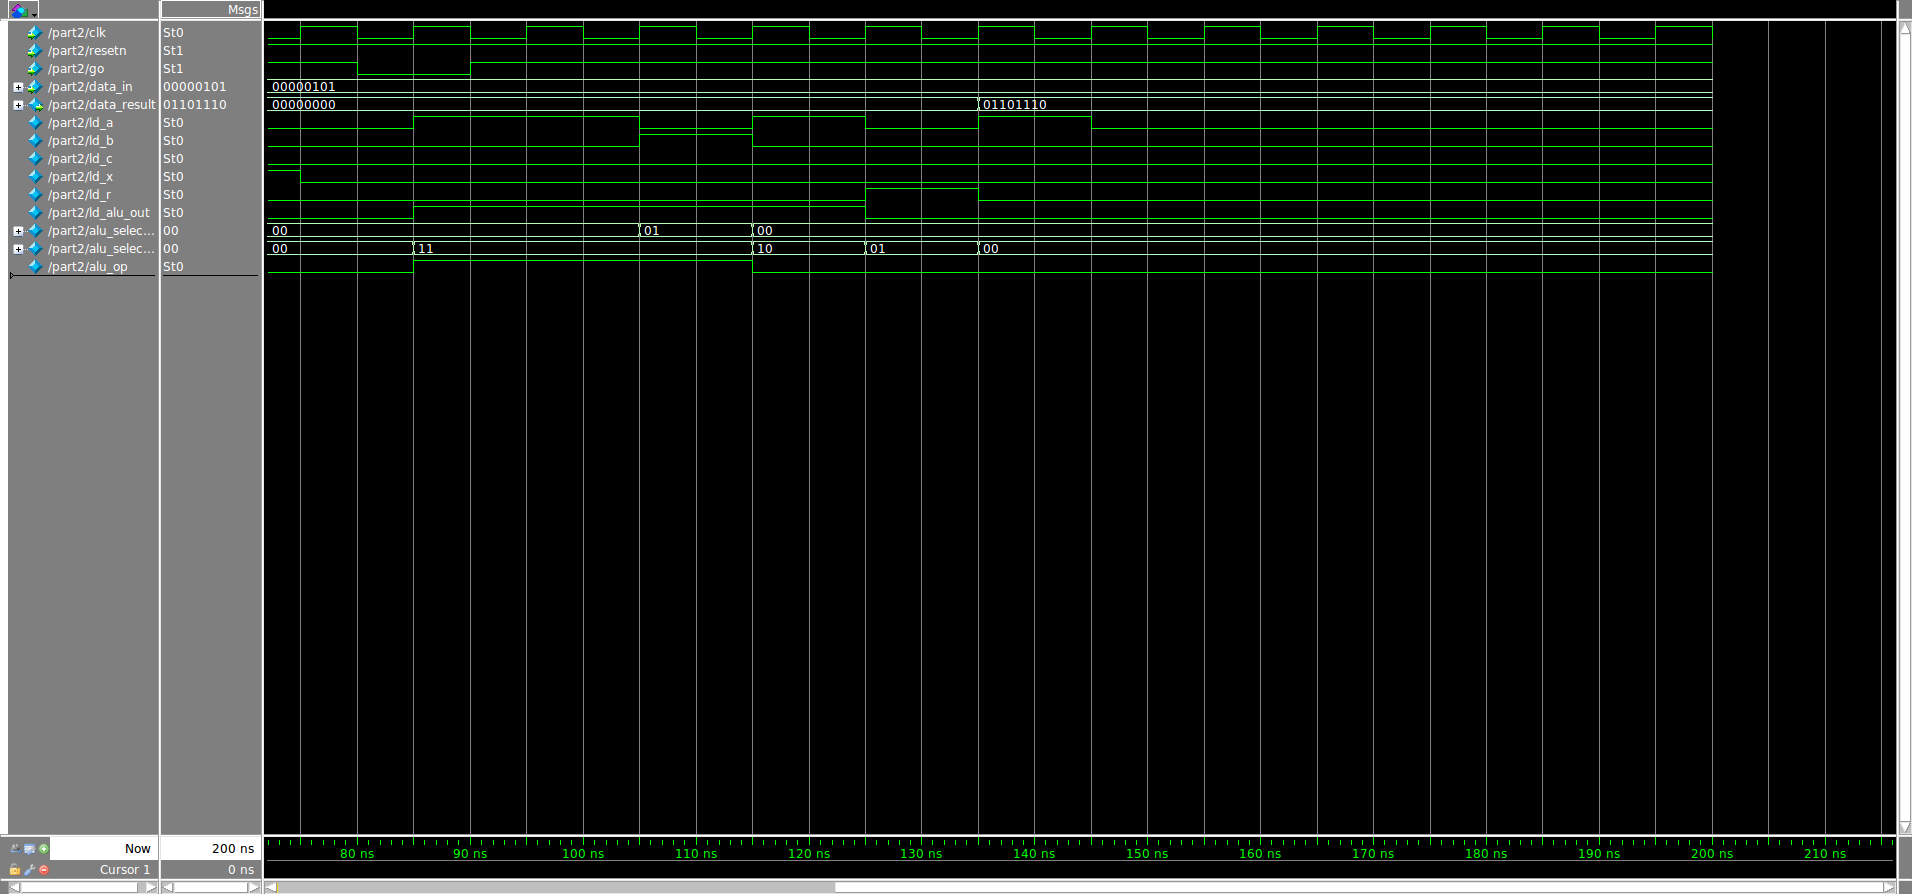 Msgs
/part2/clk St0
/part2/resetn St1
/part2/go St1
/part2/data_in 00000101 00000101
/part2/data_result 01101110 00000000 01101110
/part2/ld_a St0
/part2/ld_b St0
/part2/ld_c St0
/part2/ld_x St0
/part2/ld_r St0
/part2/ld_alu_out St0
/part2/alu_selec... 00 00 01 00
/part2/alu_selec... 00 00 11 10 01 00
/part2/alu_op St0
Now 200 ns 80 ns 90 ns 100 ns 110 ns 120 ns 130 ns 140 ns 150 ns 160 ns 170 ns 180 ns 190 ns 200 ns 210 ns
Cursor 1 0 ns